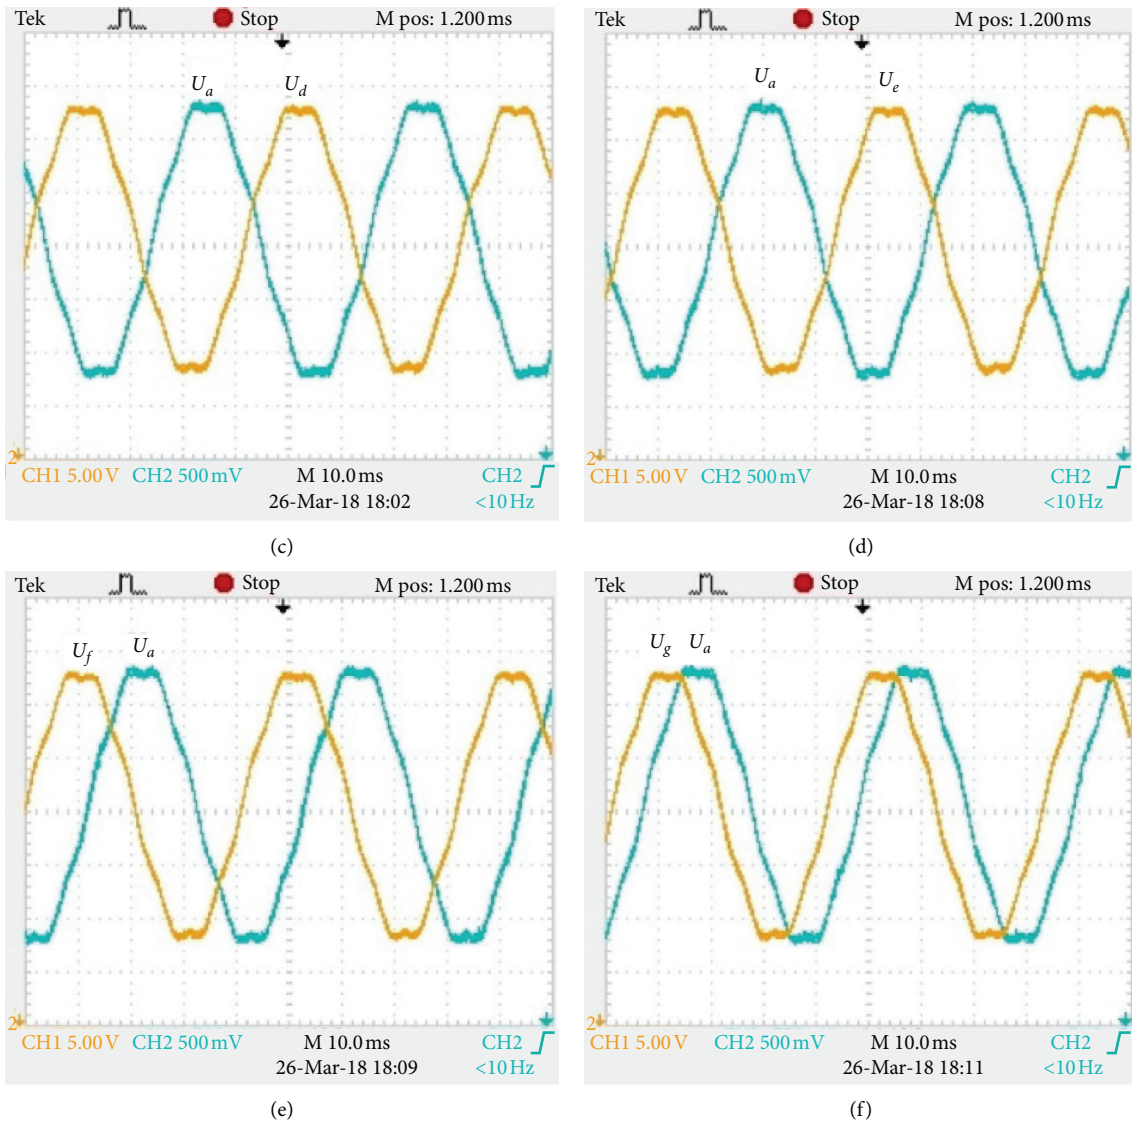 Tek Stop M pos: 1.200 ms
U_a U_d
2
CH1 5.00 V CH2 500 mV M 10.0 ms CH2
26-Mar-18 18:02 <10 Hz
(c)
Tek Stop M pos: 1.200 ms
U_a U_e
2
CH1 5.00 V CH2 500 mV M 10.0 ms CH2
26-Mar-18 18:08 <10 Hz
(d)
Tek Stop M pos: 1.200 ms
U_f U_a
2
CH1 5.00 V CH2 500 mV M 10.0 ms CH2
26-Mar-18 18:09 <10 Hz
(e)
Tek Stop M pos: 1.200 ms
U_g U_a
2
CH1 5.00 V CH2 500 mV M 10.0 ms CH2
26-Mar-18 18:11 <10 Hz
(f)